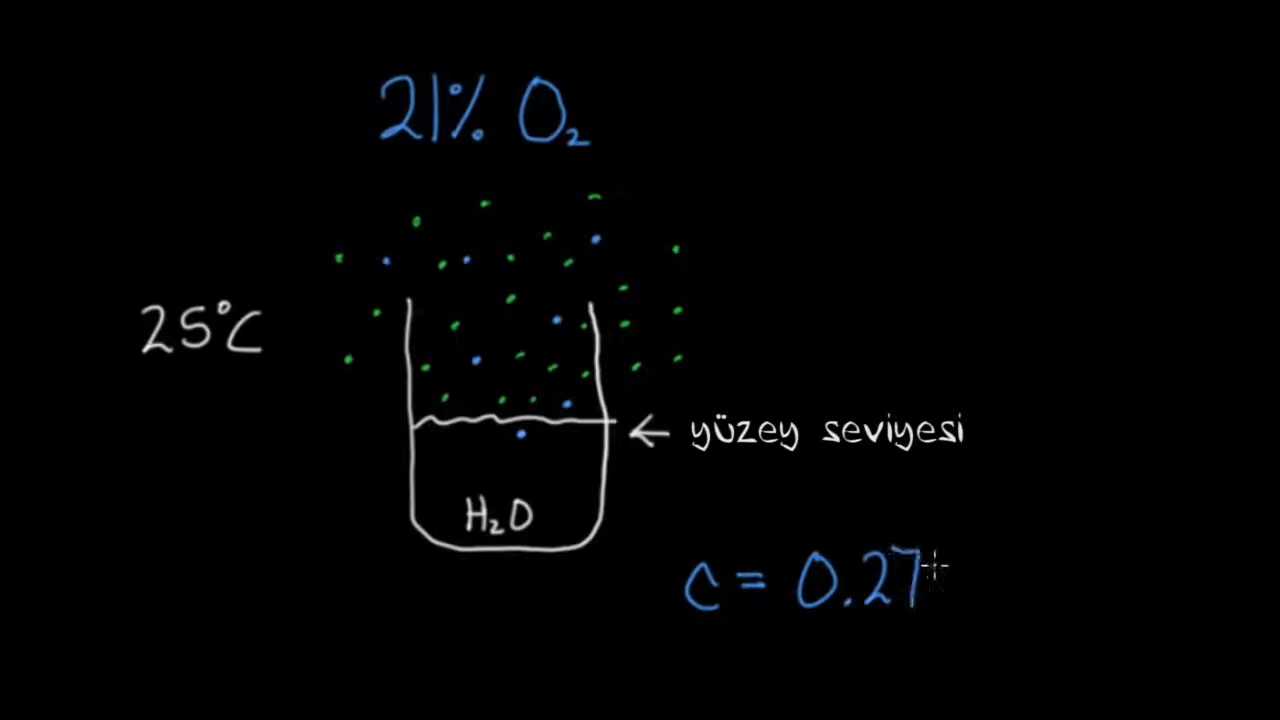 21% O₂
25°C
← yüzey seviyesi
H₂O
c = 0.27